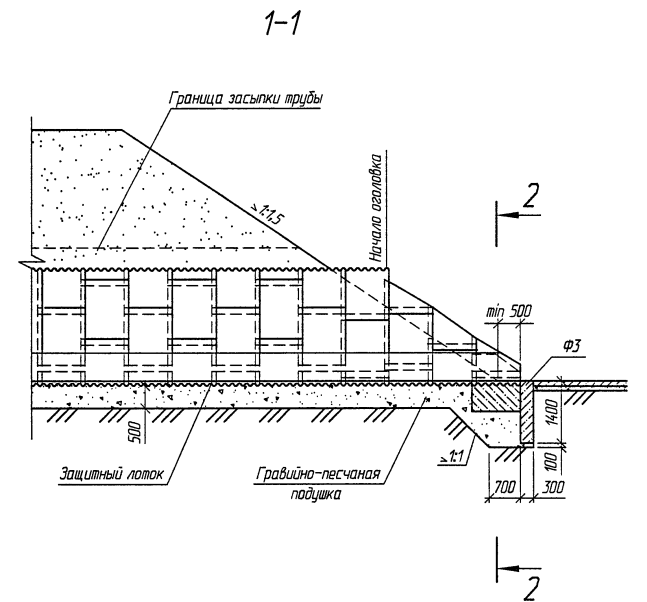 1-1
Граница засыпки трубы
≥1:1,5
Начало оголовка
2
min 500
Ф3
500
1400
Защитный лоток
Гравийно-песчаная
подушка
≥1:1
100
700
300
2